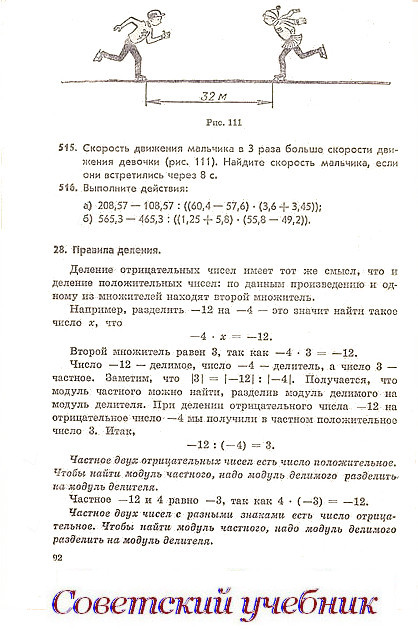 32 м
Рис. 111
515. Скорость движения мальчика в 3 раза больше скорости дви-
жения девочки (рис. 111). Найдите скорость мальчика, если
они встретились через 8 с.
516. Выполните действия:
а) 208,57 — 108,57 : ((60,4 — 57,6) · (3,6 + 3,45));
б) 565,3 — 465,3 : ((1,25 + 5,8) · (55,8 — 49,2)).
28. Правила деления.
Деление отрицательных чисел имеет тот же смысл, что и
деление положительных чисел: по данным произведению и од-
ному из множителей находят второй множитель.
Например, разделить —12 на —4 — это значит найти такое
число x, что
—4 · x = —12.
Второй множитель равен 3, так как —4 · 3 = —12.
Число —12 — делимое, число —4 — делитель, а число 3 —
частное. Заметим, что |3| = |—12| : |—4|. Получается, что
модуль частного можно найти, разделив модуль делимого на
модуль делителя. При делении отрицательного числа —12 на
отрицательное число —4 мы получили в частном положительное
число 3. Итак,
—12 : (—4) = 3.
Частное двух отрицательных чисел есть число положительное.
Чтобы найти модуль частного, надо модуль делимого разделить
на модуль делителя.
Частное —12 и 4 равно —3, так как 4 · (—3) = —12.
Частное двух чисел с разными знаками есть число отрица-
тельное. Чтобы найти модуль частного, надо модуль делимого
разделить на модуль делителя.
92
Советский учебник